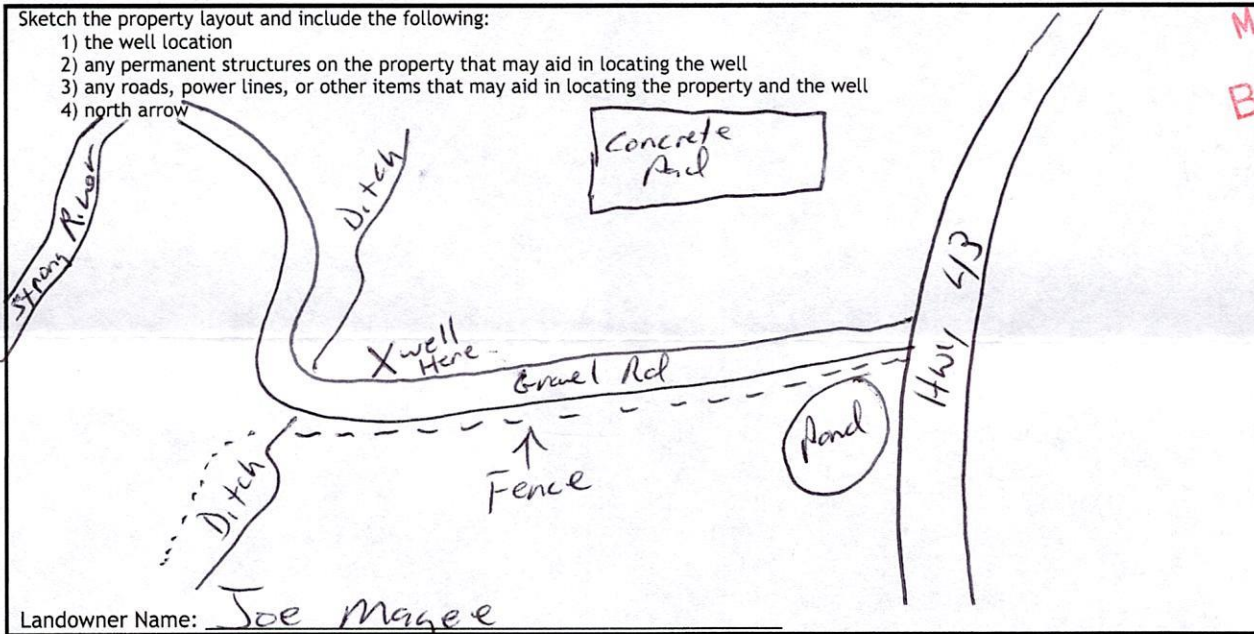 Sketch the property layout and include the following:
1) the well location
2) any permanent structures on the property that may aid in locating the well
3) any roads, power lines, or other items that may aid in locating the property and the well
4) north arrow
M
B
Concrete
Pad
Ditch
Strong River
X well
Here
Gravel Rd
Hwy 43
Pond
Fence
Ditch
Landowner Name: Joe Magee